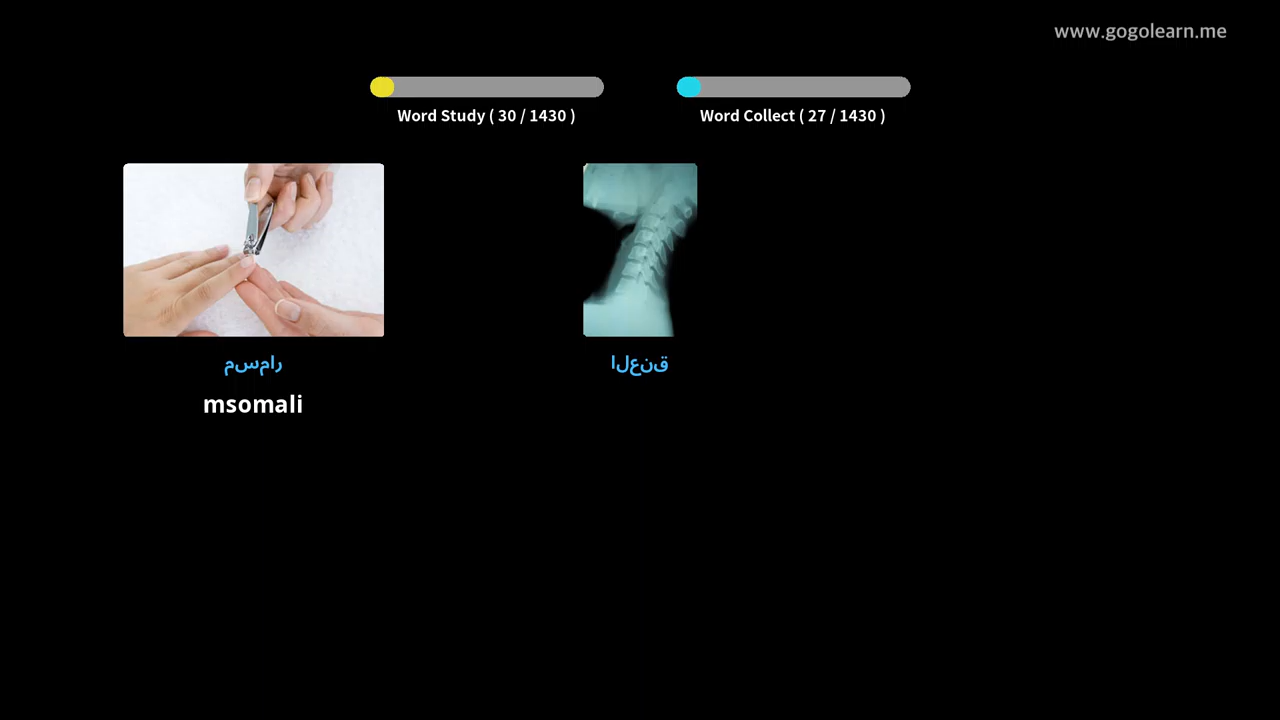 www.gogolearn.me
Word Study ( 30 / 1430 )
Word Collect ( 27 / 1430 )
مسمار
العنق
msomali